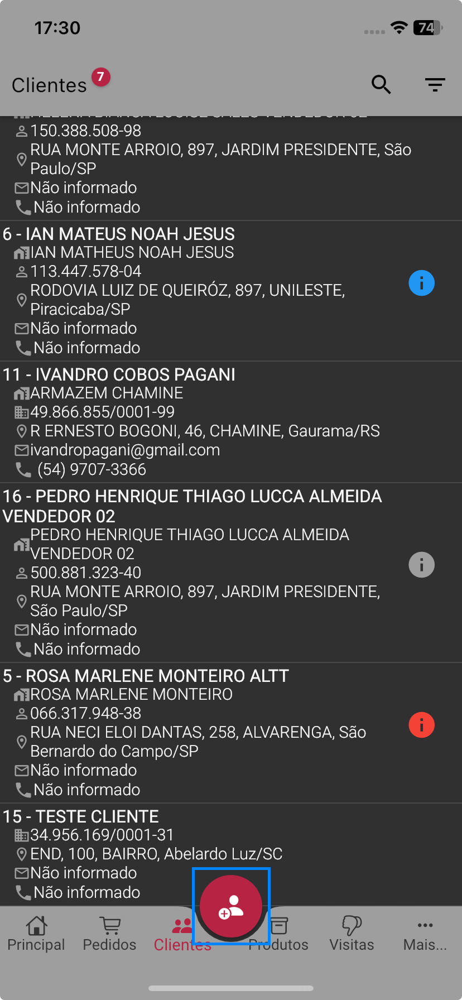 17:30
74
Clientes
7
150.388.508-98
RUA MONTE ARROIO, 897, JARDIM PRESIDENTE, São
Paulo/SP
Não informado
Não informado
6 - IAN MATEUS NOAH JESUS
IAN MATHEUS NOAH JESUS
113.447.578-04
RODOVIA LUIZ DE QUEIRÓZ, 897, UNILESTE,
Piracicaba/SP
Não informado
Não informado
11 - IVANDRO COBOS PAGANI
ARMAZEM CHAMINE
49.866.855/0001-99
R ERNESTO BOGONI, 46, CHAMINE, Gaurama/RS
ivandropagani@gmail.com
(54) 9707-3366
16 - PEDRO HENRIQUE THIAGO LUCCA ALMEIDA
VENDEDOR 02
PEDRO HENRIQUE THIAGO LUCCA ALMEIDA
VENDEDOR 02
500.881.323-40
RUA MONTE ARROIO, 897, JARDIM PRESIDENTE,
São Paulo/SP
Não informado
Não informado
5 - ROSA MARLENE MONTEIRO ALTT
ROSA MARLENE MONTEIRO
066.317.948-38
RUA NECI ELOI DANTAS, 258, ALVARENGA, São
Bernardo do Campo/SP
Não informado
Não informado
15 - TESTE CLIENTE
34.956.169/0001-31
END, 100, BAIRRO, Abelardo Luz/SC
Não informado
Não informado
Principal
Pedidos
Clientes
Produtos
Visitas
Mais...